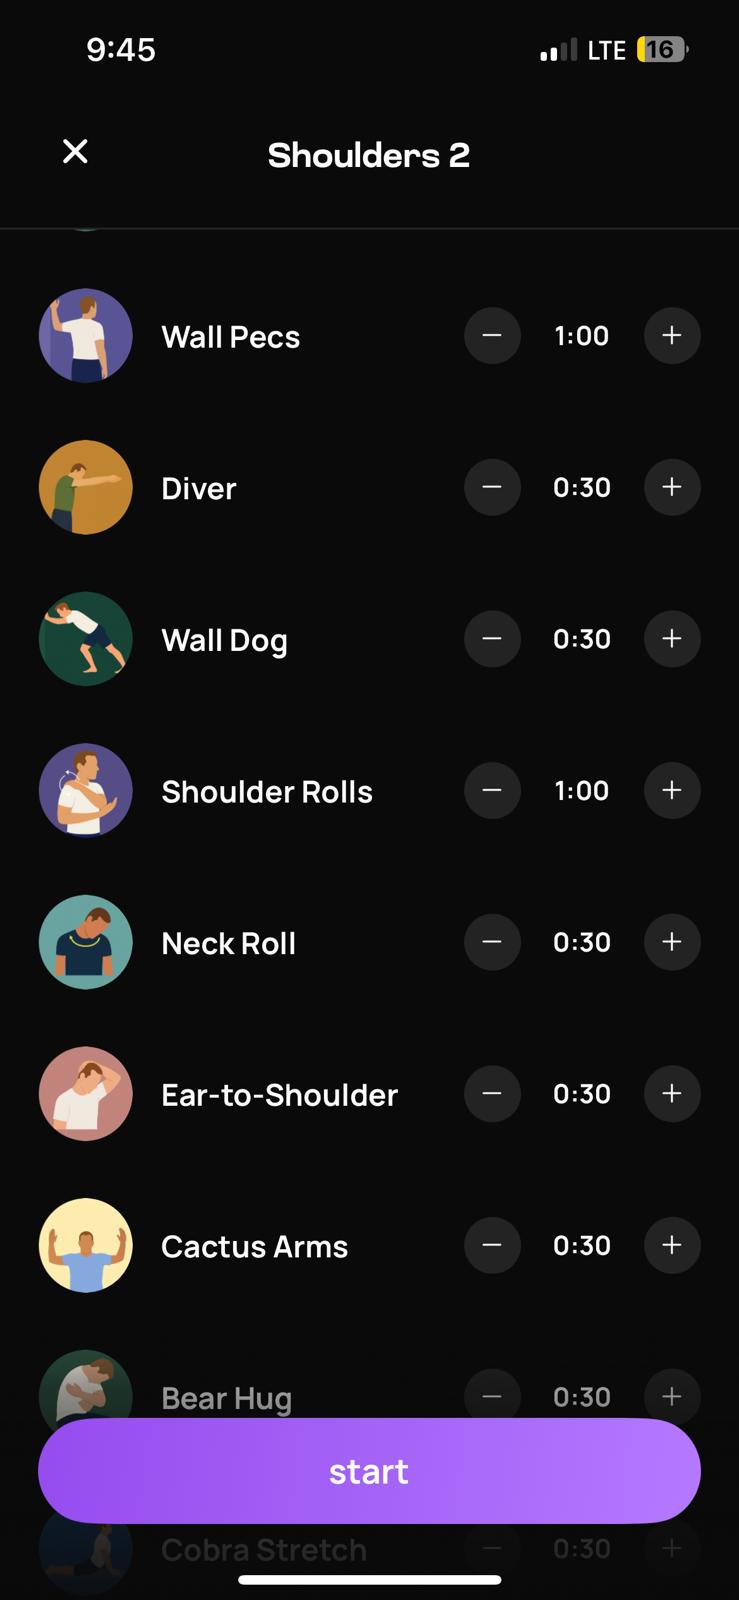 9:45
LTE 16
Shoulders 2
Wall Pecs 1:00
Diver 0:30
Wall Dog 0:30
Shoulder Rolls 1:00
Neck Roll 0:30
Ear-to-Shoulder 0:30
Cactus Arms 0:30
Bear Hug 0:30
start
Cobra Stretch 0:30